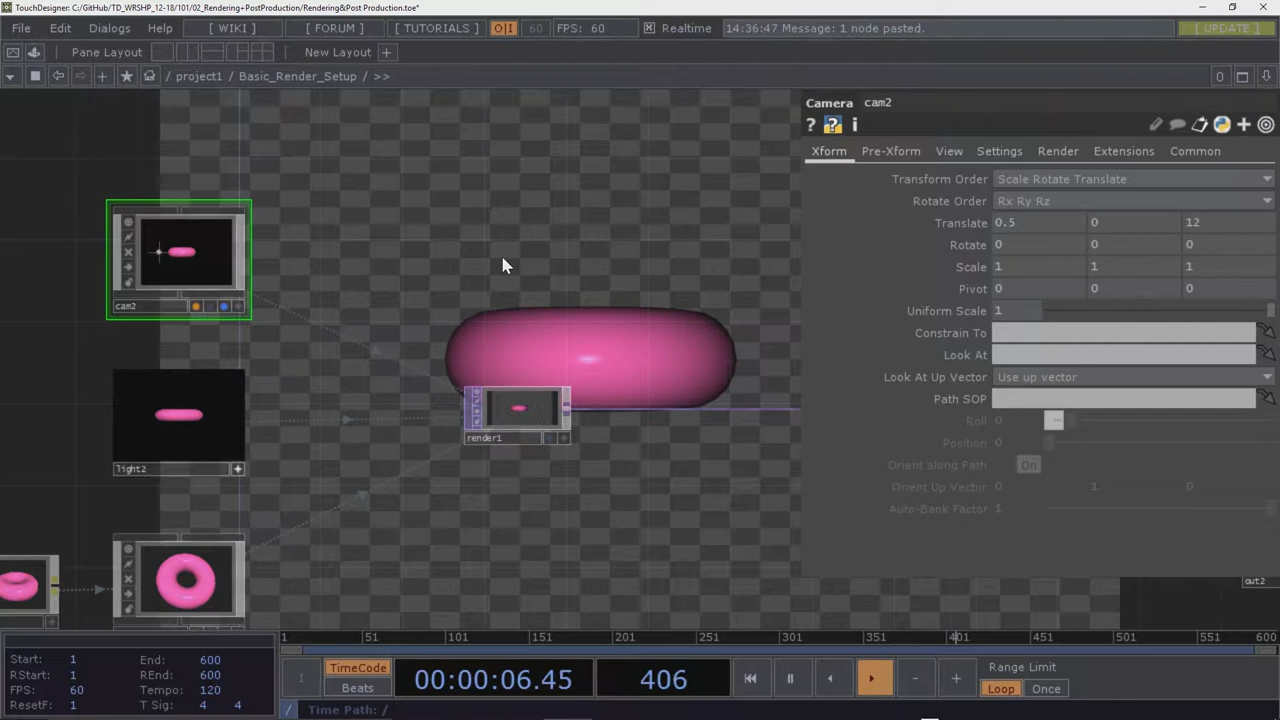 TouchDesigner: C:/GitHub/TD_WRSHP_12-18/101/02_Rendering+PostProduction/Rendering&Post Production.toe*
File Edit Dialogs Help [ WIKI ] [ FORUM ] [ TUTORIALS ] O|I 60 FPS: 60 Realtime 14:36:47 Message: 1 node pasted. [ UPDATE ]
Pane Layout New Layout +
/ project1 / Basic_Render_Setup / >> 0
Camera cam2
? ? i
Xform Pre-Xform View Settings Render Extensions Common
Transform Order Scale Rotate Translate
Rotate Order Rx Ry Rz
Translate 0.5 0 12
Rotate 0 0 0
Scale 1 1 1
Pivot 0 0 0
Uniform Scale 1
Constrain To
Look At
Look At Up Vector Use up vector
Path SOP
Roll 0
Position 0
Orient along Path On
Orient Up Vector 0 1 0
Auto-Bank Factor 1
cam2
light2
render1
out2
1 51 101 151 201 251 301 351 401 451 501 551 600
Start: 1 End: 600
RStart: 1 REnd: 600
FPS: 60 Tempo: 120
ResetF: 1 T Sig: 4 4
1 TimeCode
Beats
00:00:06.45 406
Range Limit
Loop Once
/ Time Path: /